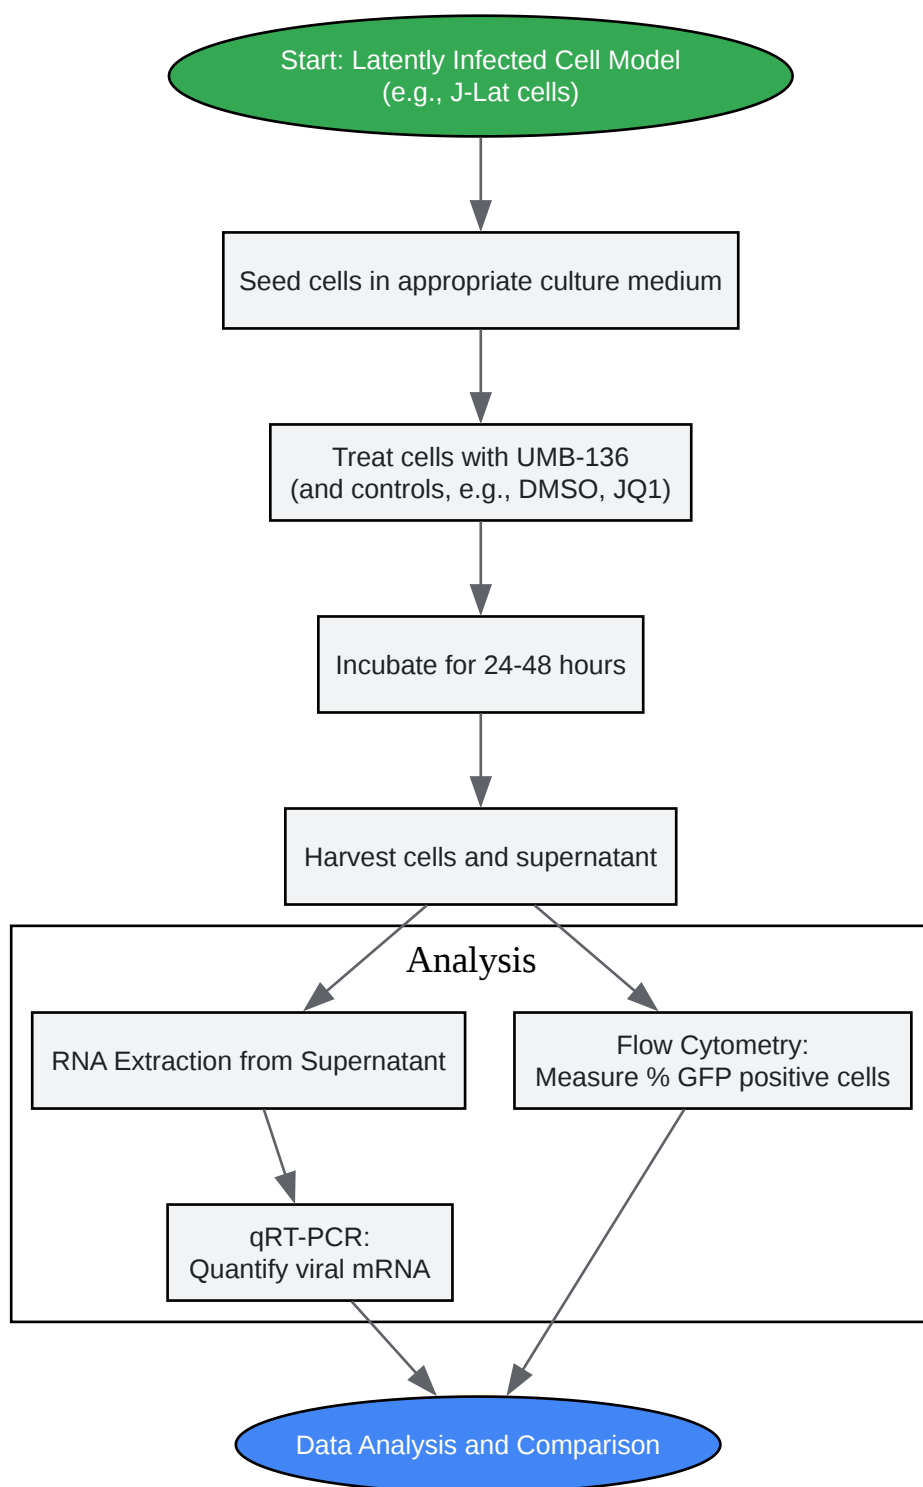 Start: Latently Infected Cell Model
(e.g., J-Lat cells)
Seed cells in appropriate culture medium
Treat cells with UMB-136
(and controls, e.g., DMSO, JQ1)
Incubate for 24-48 hours
Harvest cells and supernatant
Analysis
RNA Extraction from Supernatant
Flow Cytometry:
Measure % GFP positive cells
qRT-PCR:
Quantify viral mRNA
Data Analysis and Comparison